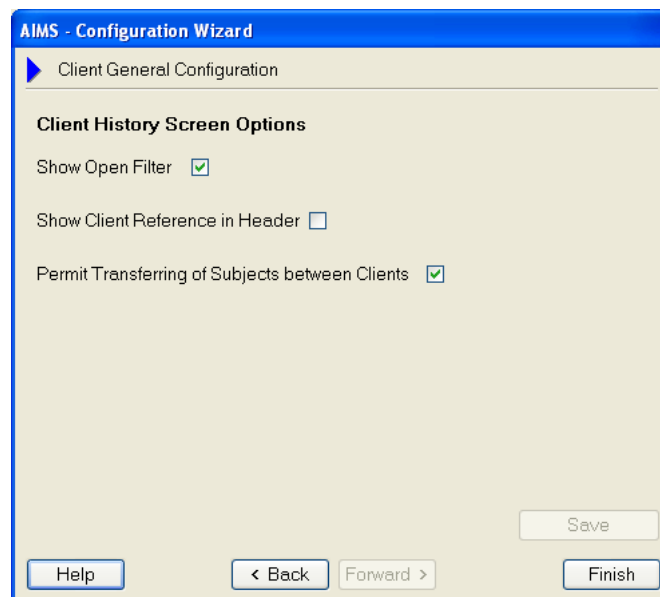 AIMS - Configuration Wizard
Client General Configuration
Client History Screen Options
Show Open Filter
Show Client Reference in Header
Permit Transferring of Subjects between Clients
Save
Help < Back Forward > Finish